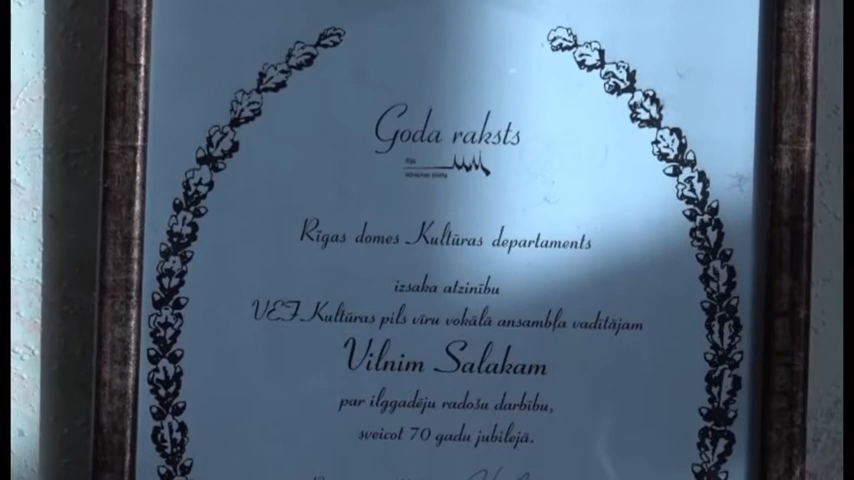 Goda raksts
Rīgas domes Kultūras departaments
izsaka atzinību
VEF Kultūras pils vīru vokālā ansambļa vadītājam
Vilnim Salakam
par ilggadēju radošu darbību,
sveicot 70 gadu jubilejā.